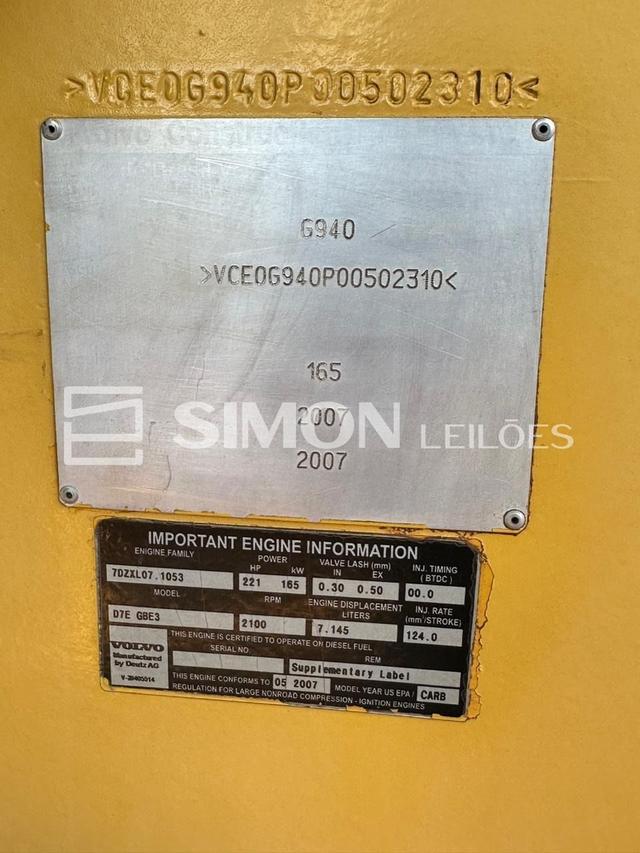 >VCE0G940P00502310<
Volvo Construction
G940
>VCE0G940P00502310<
165
2007
2007
SIMON LEILÕES
IMPORTANT ENGINE INFORMATION
ENGINE FAMILY
7DZXL07.1053
POWER
HP kW
221 165
VALVE LASH (mm)
IN EX
0.30 0.50
INJ. TIMING
(BTDC)
00.0
MODEL
D7E GBE3
RPM
2100
ENGINE DISPLACEMENT
LITERS
7.145
INJ. RATE
(mm³/STROKE)
124.0
THIS ENGINE IS CERTIFIED TO OPERATE ON DIESEL FUEL
VOLVO
Manufactured
by Deutz AG
V-20405014
SERIAL NO
REM
Supplementary Label
THIS ENGINE CONFORMS TO 05 2007 MODEL YEAR US EPA / CARB
REGULATION FOR LARGE NONROAD COMPRESSION - IGNITION ENGINES